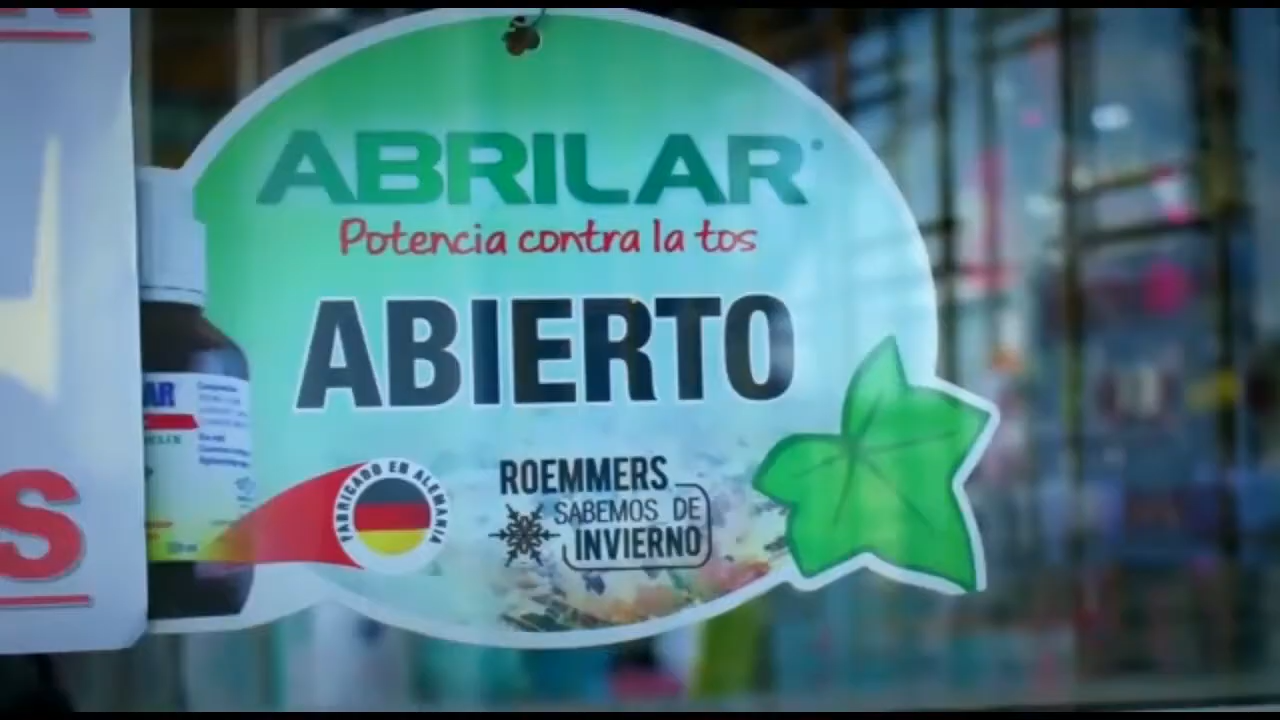 ABRILAR
Potencia contra la tos
ABIERTO
FABRICADO EN ALEMANIA
ROEMMERS
SABEMOS DE
INVIERNO